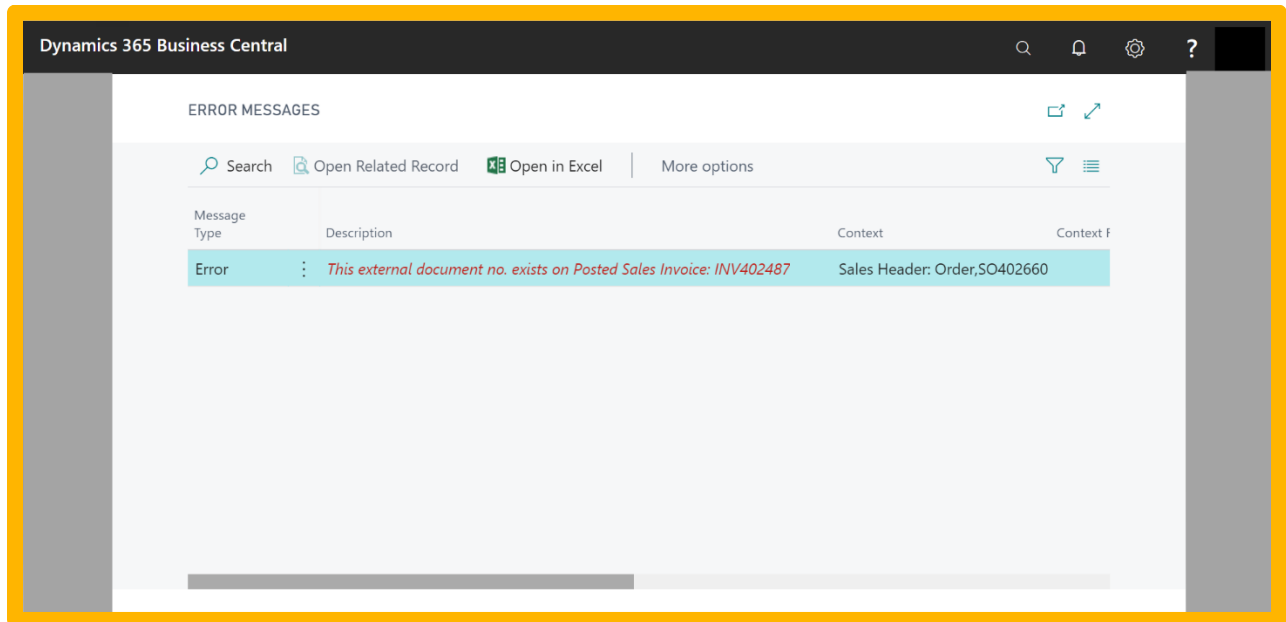 Dynamics 365 Business Central
?
ERROR MESSAGES
Search Open Related Record Open in Excel More options
Message Type Description Context Context F
Error This external document no. exists on Posted Sales Invoice: INV402487 Sales Header: Order,SO402660